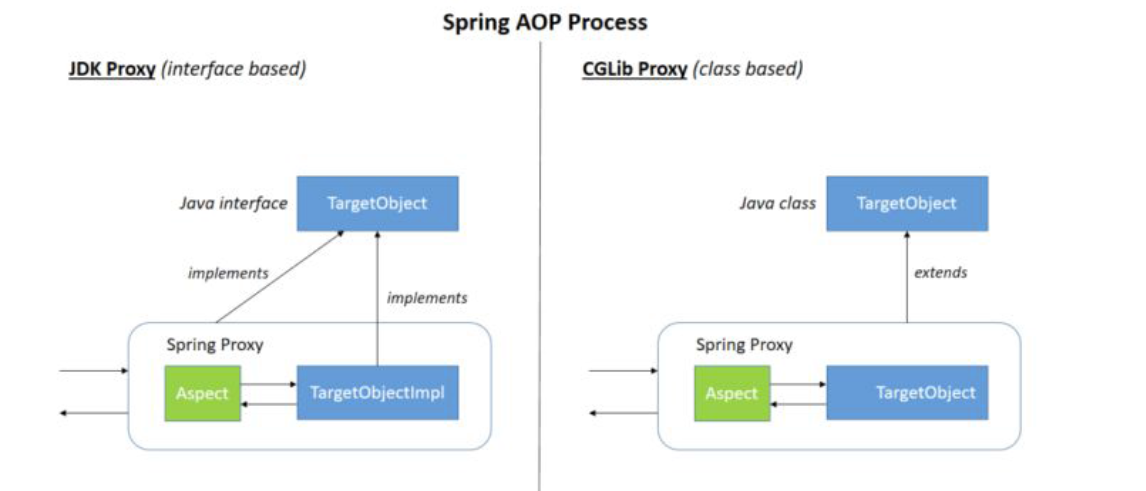 Spring AOP Process
JDK Proxy (interface based)
Java interface
TargetObject
implements
implements
Spring Proxy
Aspect
TargetObjectImpl
CGLib Proxy (class based)
Java class
TargetObject
extends
Spring Proxy
Aspect
TargetObject